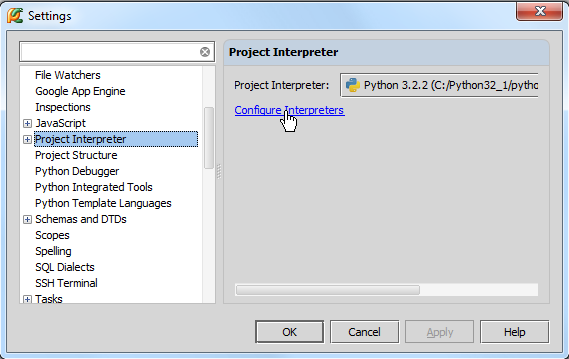 Settings
File Watchers
Google App Engine
Inspections
JavaScript
Project Interpreter
Project Structure
Python Debugger
Python Integrated Tools
Python Template Languages
Schemas and DTDs
Scopes
Spelling
SQL Dialects
SSH Terminal
Tasks
Project Interpreter
Project Interpreter: Python 3.2.2 (C:/Python32_1/pytho
Configure Interpreters
OK Cancel Apply Help